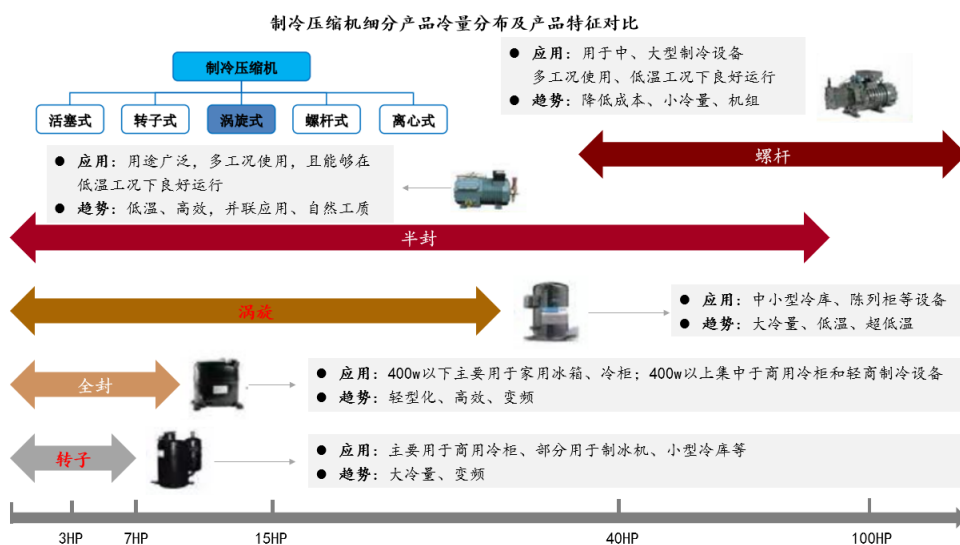 制冷压缩机细分产品冷量分布及产品特征对比
制冷压缩机
活塞式
转子式
涡旋式
螺杆式
离心式
● 应用：用于中、大型制冷设备
多工况使用、低温工况下良好运行
● 趋势：降低成本、小冷量、机组
螺杆
● 应用：用途广泛，多工况使用，且能够在
低温工况下良好运行
● 趋势：低温、高效，并联应用、自然工质
半封
涡旋
● 应用：中小型冷库、陈列柜等设备
● 趋势：大冷量、低温、超低温
全封
● 应用：400w以下主要用于家用冰箱、冷柜；400w以上集中于商用冷柜和轻商制冷设备
● 趋势：轻型化、高效、变频
转子
● 应用：主要用于商用冷柜、部分用于制冰机、小型冷库等
● 趋势：大冷量、变频
3HP
7HP
15HP
40HP
100HP